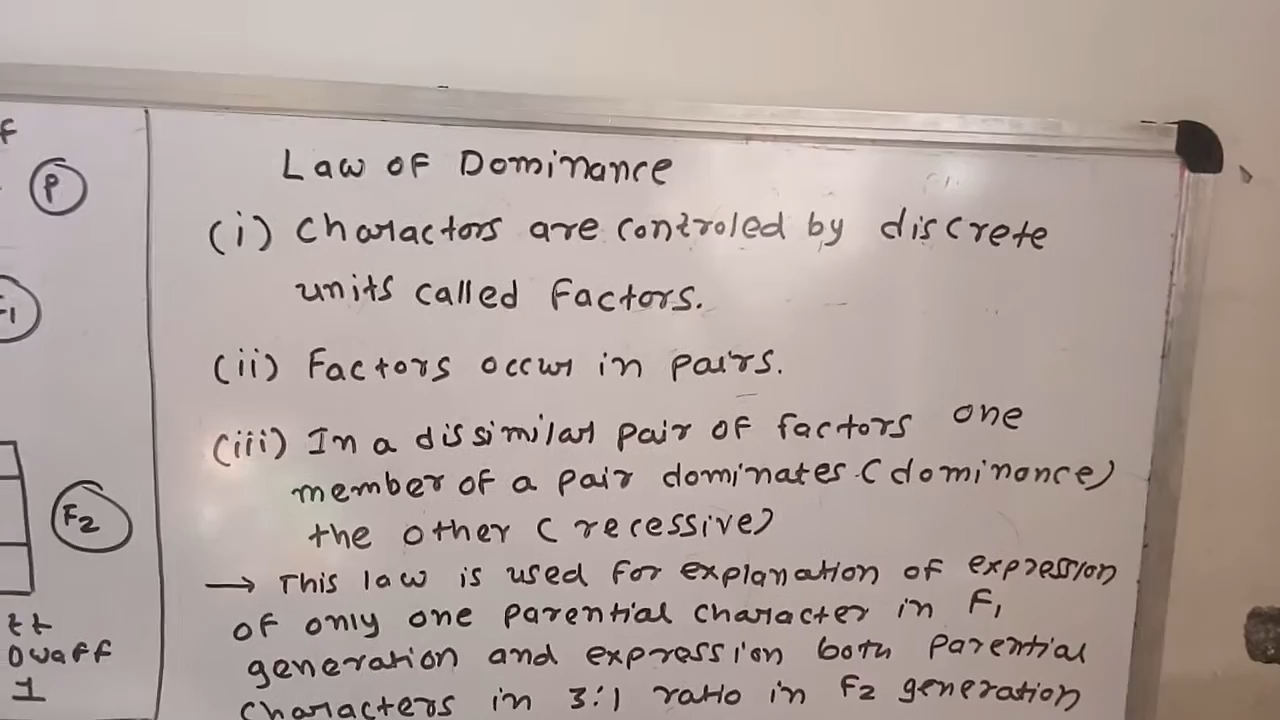 f
P
Law of Dominance
(i) Charactors are controled by discrete
units called factors.
F1
(ii) Factors occur in pairs.
(iii) In a dissimilar pair of factors one
member of a pair dominates (dominance)
the other (recessive)
F2
→ This law is used for explanation of expression
of only one parential character in F1
generation and expression both parential
characters in 3:1 ratio in F2 generation
tt
Dwaff
1